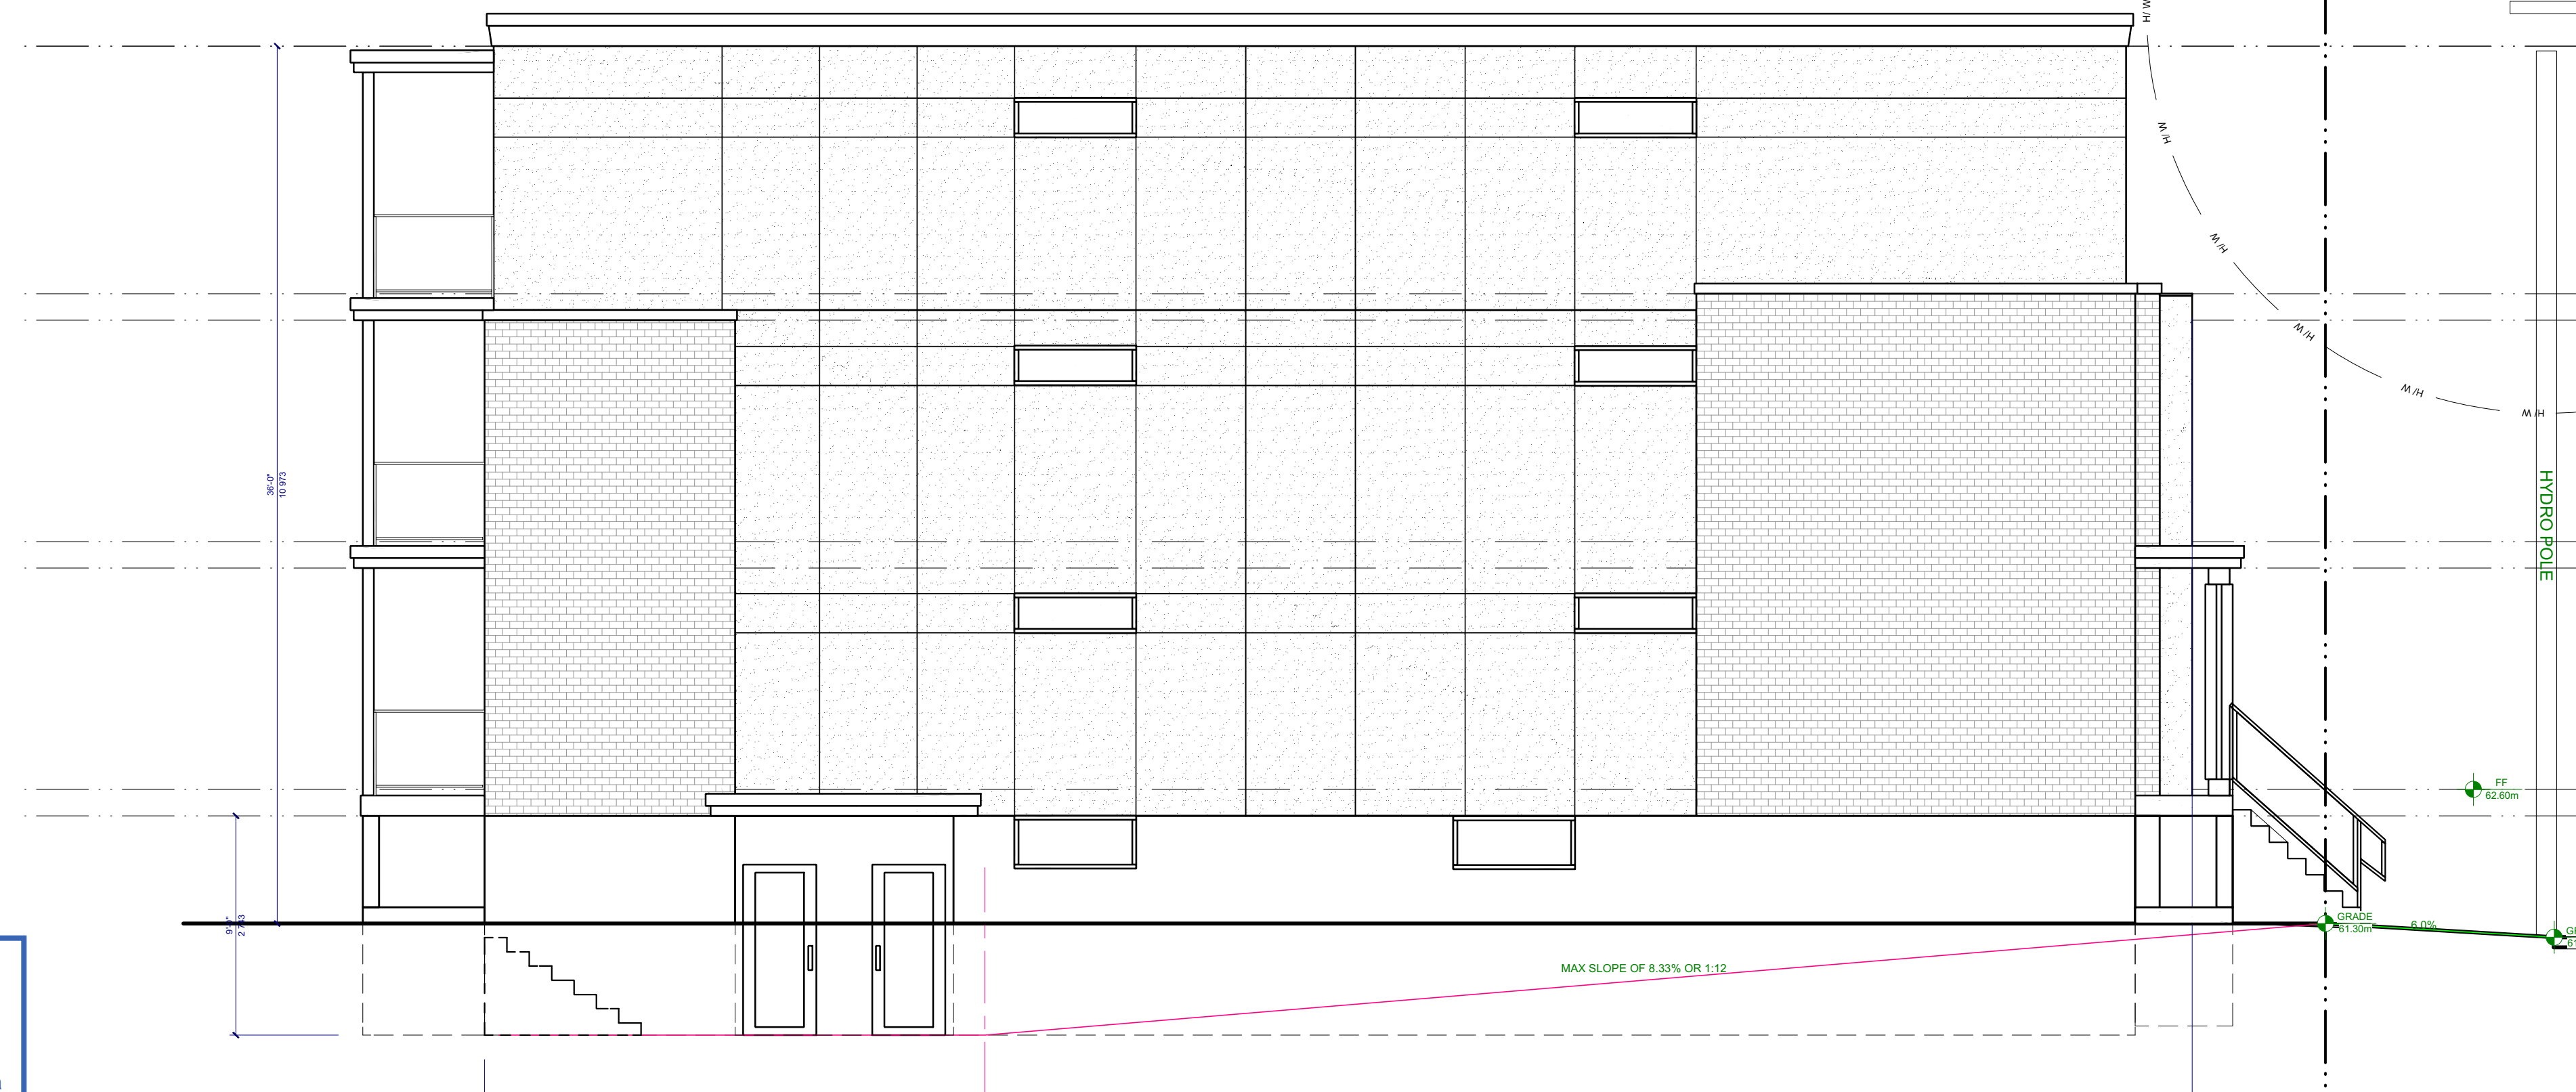 H/ W
H/ W
H/ W
H/ W
H/ W
H/ W
HYDRO POLE
36'-0"
10 973
FF
62.60m
9'-0"
2 743
GRADE
61.30m
6.0%
MAX SLOPE OF 8.33% OR 1:12